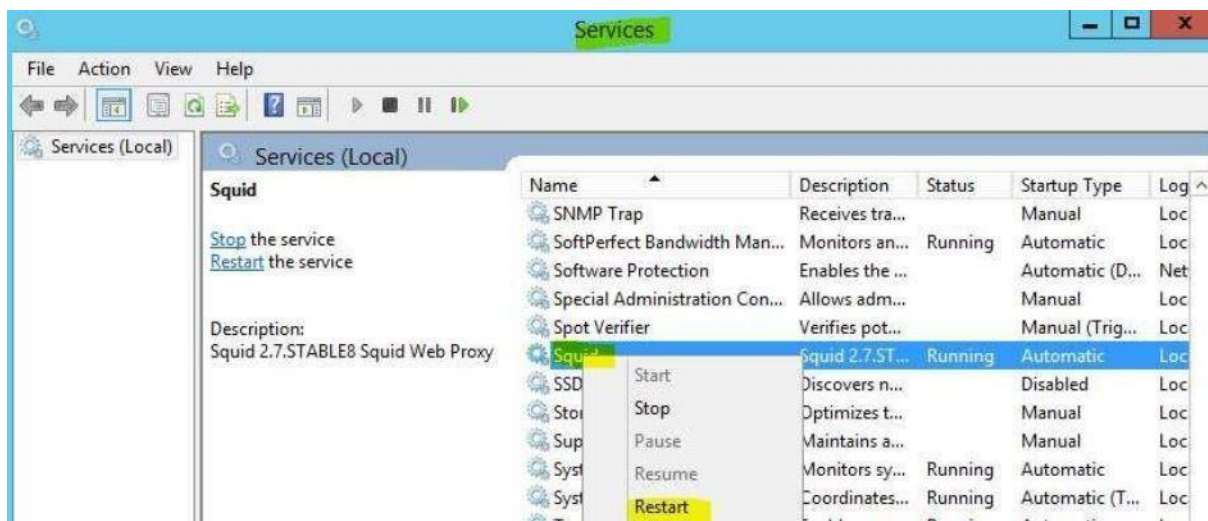 Services
File Action View Help
Services (Local)
Services (Local)
Squid
Stop the service
Restart the service
Description:
Squid 2.7.STABLE8 Squid Web Proxy
Name Description Status Startup Type Log
SNMP Trap Receives tra... Manual Loc
SoftPerfect Bandwidth Man... Monitors an... Running Automatic Loc
Software Protection Enables the ... Automatic (D... Net
Special Administration Con... Allows adm... Manual Loc
Spot Verifier Verifies pot... Manual (Trig... Loc
Squid Squid 2.7.ST... Running Automatic Loc
SSD Discovers n... Disabled Loc
Stor Optimizes t... Manual Loc
Sup Maintains a... Manual Loc
Syst Monitors sy... Running Automatic Loc
Syst Coordinates... Running Automatic (T... Loc
Start
Stop
Pause
Resume
Restart